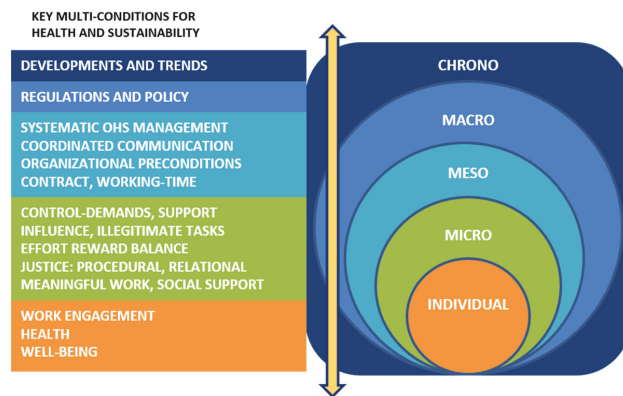 KEY MULTI-CONDITIONS FOR
HEALTH AND SUSTAINABILITY
DEVELOPMENTS AND TRENDS
REGULATIONS AND POLICY
SYSTEMATIC OHS MANAGEMENT
COORDINATED COMMUNICATION
ORGANIZATIONAL PRECONDITIONS
CONTRACT, WORKING-TIME
CONTROL-DEMANDS, SUPPORT
INFLUENCE, ILLEGITIMATE TASKS
EFFORT REWARD BALANCE
JUSTICE: PROCEDURAL, RELATIONAL
MEANINGFUL WORK, SOCIAL SUPPORT
WORK ENGAGEMENT
HEALTH
WELL-BEING
CHRONO
MACRO
MESO
MICRO
INDIVIDUAL